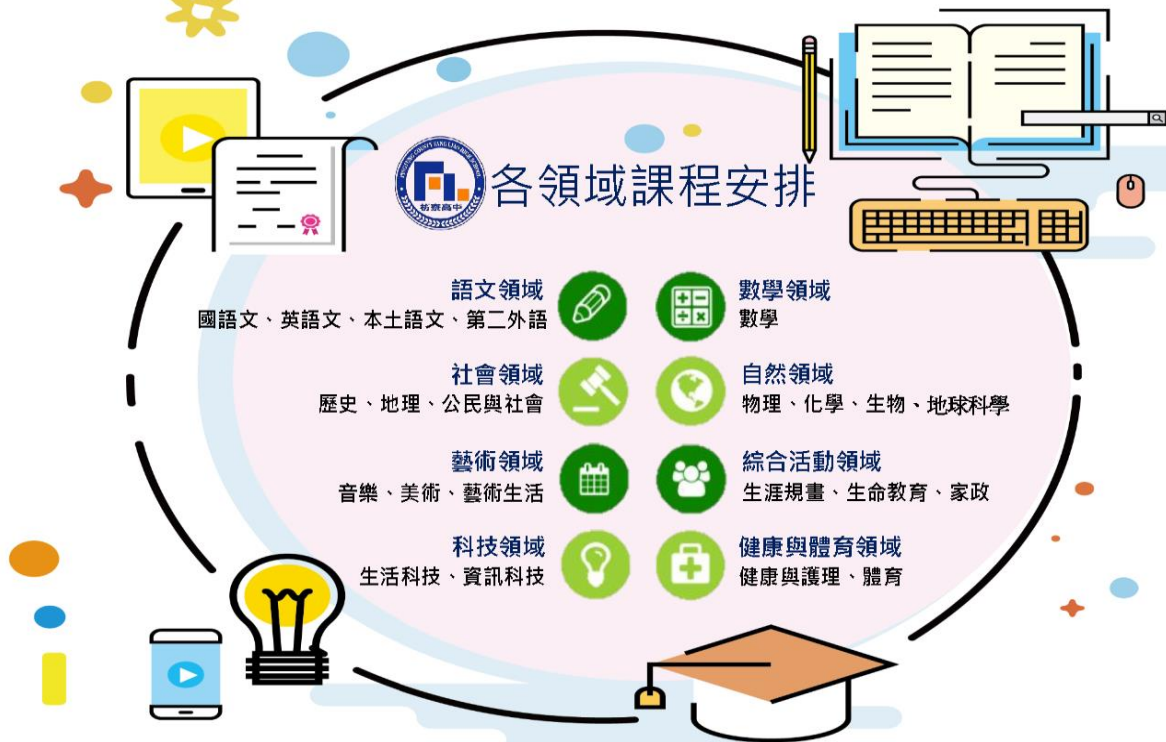 各領域課程安排
枋寮高中
語文領域
國語文、英語文、本土語文、第二外語
數學領域
數學
社會領域
歷史、地理、公民與社會
自然領域
物理、化學、生物、地球科學
藝術領域
音樂、美術、藝術生活
綜合活動領域
生涯規畫、生命教育、家政
科技領域
生活科技、資訊科技
健康與體育領域
健康與護理、體育